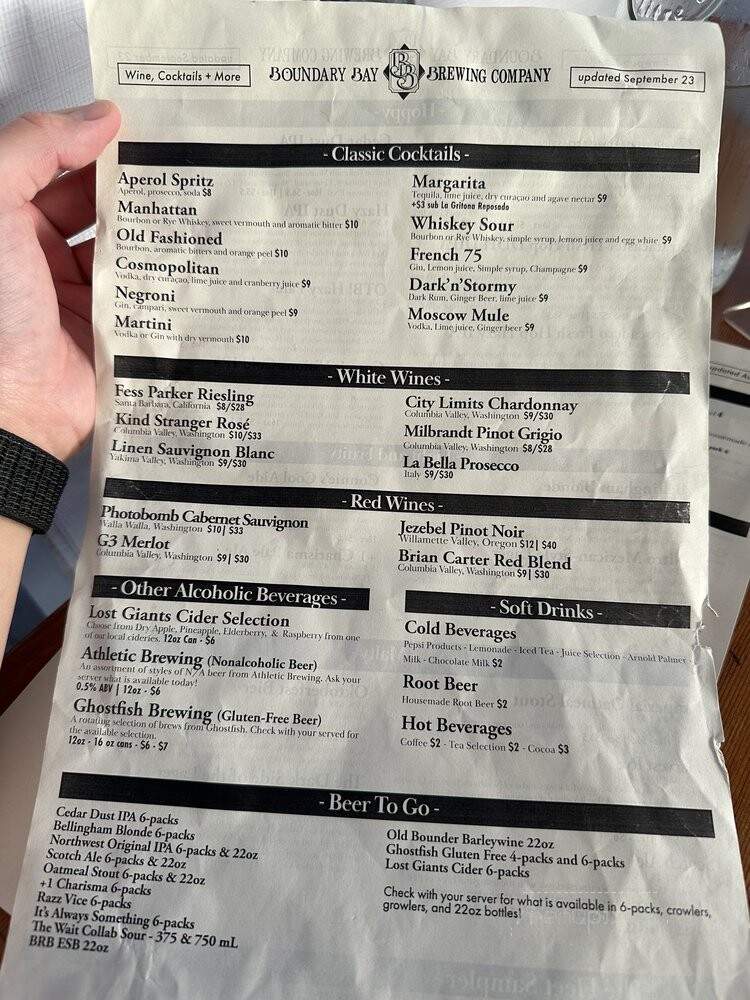 Wine, Cocktails + More
BOUNDARY BAY BBB BREWING COMPANY
updated September 23
- Classic Cocktails -
Aperol Spritz
Aperol, prosecco, soda $8
Manhattan
Bourbon or Rye Whiskey, sweet vermouth and aromatic bitter $10
Old Fashioned
Bourbon, aromatic bitters and orange peel $10
Cosmopolitan
Vodka, dry curaçao, lime juice and cranberry juice $9
Negroni
Gin, campari, sweet vermouth and orange peel $9
Martini
Vodka or Gin with dry vermouth $10
Margarita
Tequila, lime juice, dry curaçao and agave nectar $9
+$3 sub La Gritona Reposado
Whiskey Sour
Bourbon or Rye Whiskey, simple syrup, lemon juice and egg white $9
French 75
Gin, Lemon juice, Simple syrup, Champagne $9
Dark'n'Stormy
Dark Rum, Ginger Beer, lime juice $9
Moscow Mule
Vodka, Lime juice, Ginger beer $9
- White Wines -
Fess Parker Riesling
Santa Barbara, California $8/$28
Kind Stranger Rosé
Columbia Valley, Washington $10/$33
Linen Sauvignon Blanc
Yakima Valley, Washington $9/$30
City Limits Chardonnay
Columbia Valley, Washington $9/$30
Milbrandt Pinot Grigio
Columbia Valley, Washington $8/$28
La Bella Prosecco
Italy $9/$30
- Red Wines -
Photobomb Cabernet Sauvignon
Walla Walla, Washington $10| $33
G3 Merlot
Columbia Valley, Washington $9| $30
Jezebel Pinot Noir
Willamette Valley, Oregon $12| $40
Brian Carter Red Blend
Columbia Valley, Washington $9| $30
- Other Alcoholic Beverages -
Lost Giants Cider Selection
Choose from Dry Apple, Pineapple, Elderberry, & Raspberry from one
of our local cideries. 12oz Can - $6
Athletic Brewing (Nonalcoholic Beer)
An assortment of styles of N/A beer from Athletic Brewing. Ask your
server what is available today!
0.5% ABV | 12oz - $6
Ghostfish Brewing (Gluten-Free Beer)
A rotating selection of brews from Ghostfish. Check with your served for
the available selection.
12oz - 16 oz cans - $6 - $7
- Soft Drinks -
Cold Beverages
Pepsi Products - Lemonade - Iced Tea - Juice Selection - Arnold Palmer -
Milk - Chocolate Milk $2
Root Beer
Housemade Root Beer $2
Hot Beverages
Coffee $2 - Tea Selection $2 - Cocoa $3
- Beer To Go -
Cedar Dust IPA 6-packs
Bellingham Blonde 6-packs
Northwest Original IPA 6-packs & 22oz
Scotch Ale 6-packs & 22oz
Oatmeal Stout 6-packs & 22oz
+1 Charisma 6-packs
Razz Vice 6-packs
It's Always Something 6-packs
The Wait Collab Sour - 375 & 750 mL
BRB ESB 22oz
Old Bounder Barleywine 22oz
Ghostfish Gluten Free 4-packs and 6-packs
Lost Giants Cider 6-packs
Check with your server for what is available in 6-packs, crowlers,
growlers, and 22oz bottles!